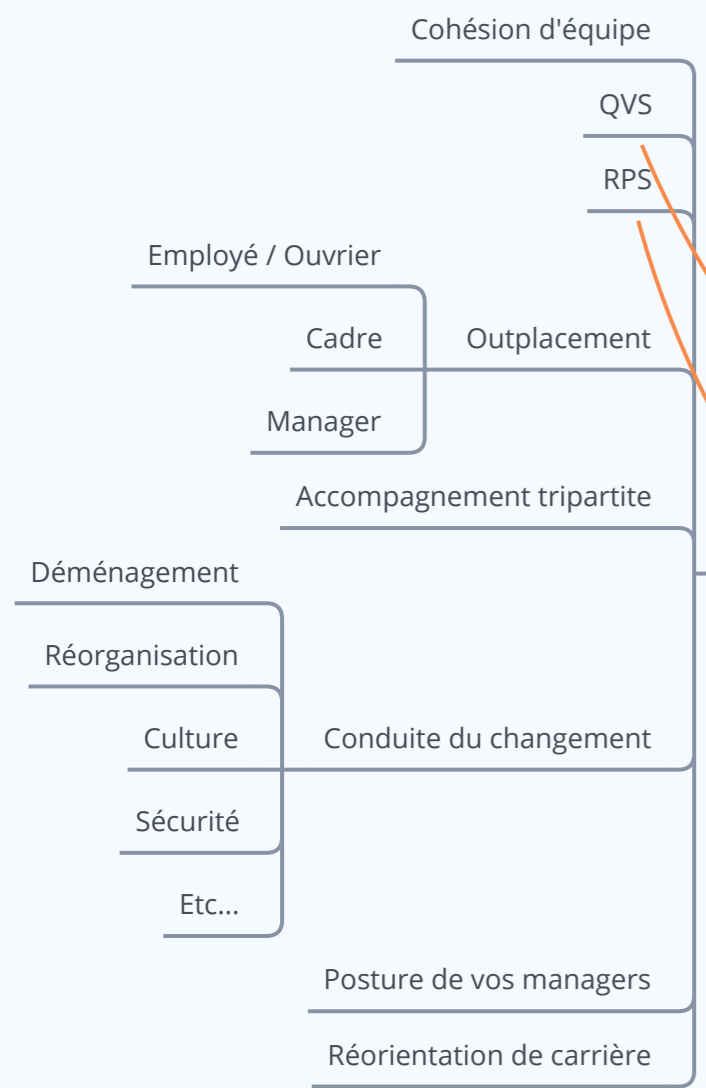 Cohésion d'équipe
QVS
RPS
Employé / Ouvrier
Cadre
Outplacement
Manager
Accompagnement tripartite
Déménagement
Réorganisation
Culture
Conduite du changement
Sécurité
Etc...
Posture de vos managers
Réorientation de carrière